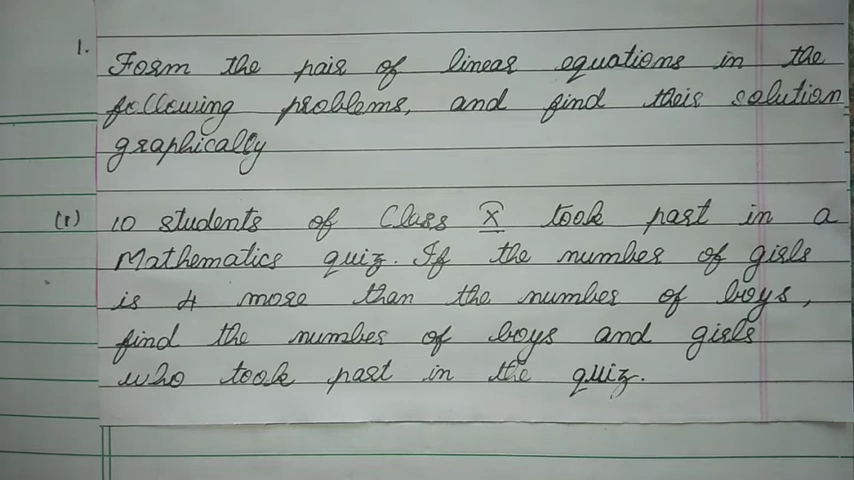 1. Form the pair of linear equations in the
following problems, and find their solution
graphically
(1) 10 students of Class X took part in a
Mathematics quiz. If the number of girls
is 4 more than the number of boys,
find the number of boys and girls
who took part in the quiz.